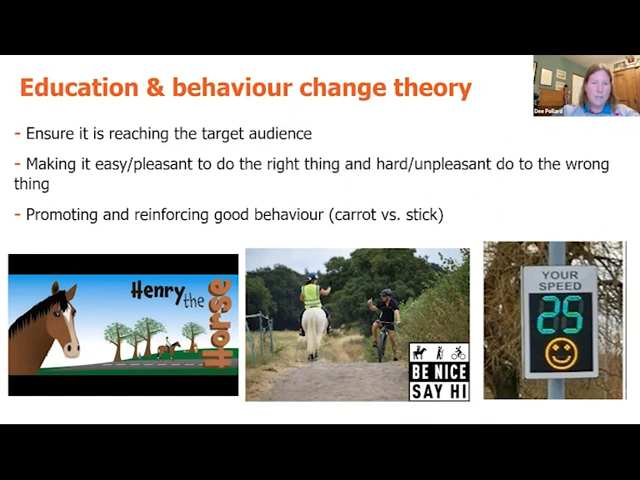 Education & behaviour change theory
Dee Pollard
- Ensure it is reaching the target audience
- Making it easy/pleasant to do the right thing and hard/unpleasant do to the wrong
thing
- Promoting and reinforcing good behaviour (carrot vs. stick)
Henry
the
Horse
BE NICE
SAY HI
YOUR
SPEED
25